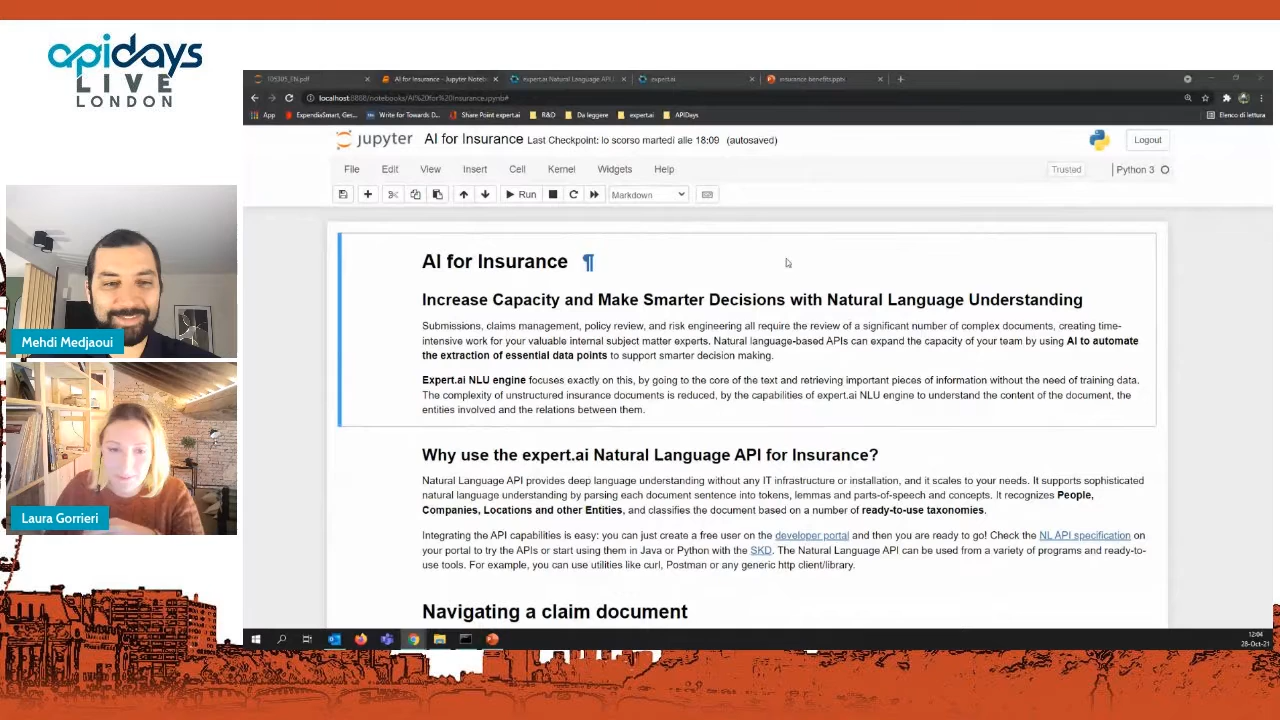 apidays
LIVE
LONDON
105395_EN.pdf
AI for Insurance - Jupyter Noteb
expert.ai Natural Language API
expert.ai
insurance benefits.pptx
localhost:8888/notebooks/AI%20for%20Insurance.ipynb#
App
ExpendiaSmart, Ges...
Write for Towards D...
Share Point expert.ai
R&D
Da leggere
expert.ai
APIDays
Elenco di lettura
jupyter AI for Insurance Last Checkpoint: lo scorso martedì alle 18:09 (autosaved)
Logout
File Edit View Insert Cell Kernel Widgets Help
Trusted
Python 3
Run
Markdown
AI for Insurance ¶
Increase Capacity and Make Smarter Decisions with Natural Language Understanding
Submissions, claims management, policy review, and risk engineering all require the review of a significant number of complex documents, creating time-
intensive work for your valuable internal subject matter experts. Natural language-based APIs can expand the capacity of your team by using AI to automate
the extraction of essential data points to support smarter decision making.
Expert.ai NLU engine focuses exactly on this, by going to the core of the text and retrieving important pieces of information without the need of training data.
The complexity of unstructured insurance documents is reduced, by the capabilities of expert.ai NLU engine to understand the content of the document, the
entities involved and the relations between them.
Why use the expert.ai Natural Language API for Insurance?
Natural Language API provides deep language understanding without any IT infrastructure or installation, and it scales to your needs. It supports sophisticated
natural language understanding by parsing each document sentence into tokens, lemmas and parts-of-speech and concepts. It recognizes People,
Companies, Locations and other Entities, and classifies the document based on a number of ready-to-use taxonomies.
Integrating the API capabilities is easy: you can just create a free user on the developer portal and then you are ready to go! Check the NL API specification on
your portal to try the APIs or start using them in Java or Python with the SKD. The Natural Language API can be used from a variety of programs and ready-to-
use tools. For example, you can use utilities like curl, Postman or any generic http client/library.
Navigating a claim document
Mehdi Medjaoui
Laura Gorrieri
12:04
28-Oct-21